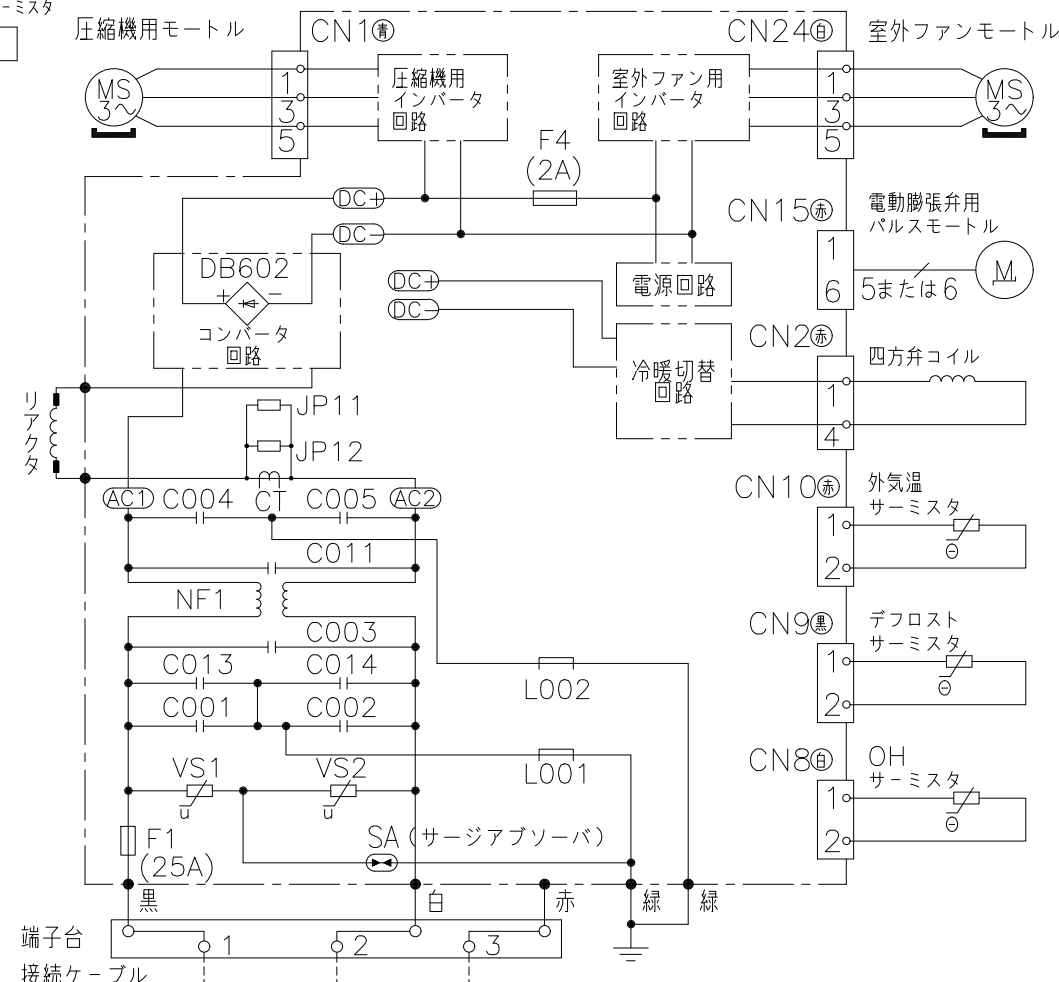 ーミスタ
圧縮機用モートル
CN1青
CN24白
室外ファンモートル
MS
3～
1
3
5
圧縮機用
インバータ
回路
室外ファン用
インバータ
回路
1
3
5
MS
3～
F4
(2A)
DC+
DC−
CN15赤
電動膨張弁用
パルスモートル
1
6
5または6
M
DB602
+
−
コンバータ
回路
DC+
DC−
電源回路
CN2赤
四方弁コイル
冷暖切替
回路
1
4
リアクタ
JP11
JP12
CT
AC1
C004
C005
AC2
CN10赤
外気温
サーミスタ
1
2
θ
C011
NF1
C003
C013
C014
C001
C002
L002
CN9黒
デフロスト
サーミスタ
1
2
θ
L001
VS1
VS2
u
u
CN8白
OH
サーミスタ
1
2
θ
F1
(25A)
SA（サージアブソーバ）
黒
白
赤
緑
緑
端子台
1
2
3
接続ケーブル